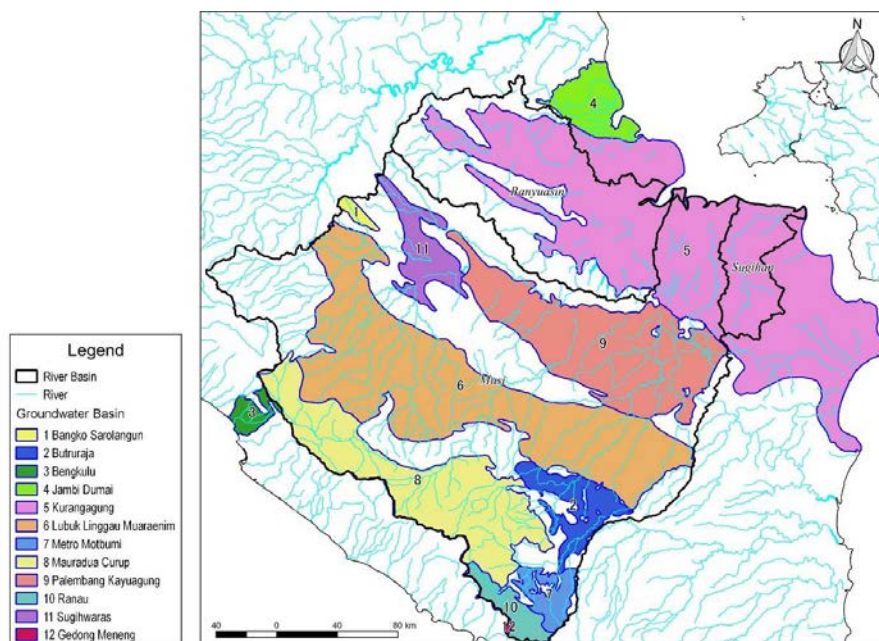 N
4
Banyuasin
1
11
5
Sugihan
9
6
Musi
3
8
2
7
10
12
40 20 0 40 80 km
Legend
River Basin
River
Groundwater Basin
1 Bangko Sarolangun
2 Butruraja
3 Bengkulu
4 Jambi Dumai
5 Kurangagung
6 Lubuk Linggau Muaraenim
7 Metro Motbumi
8 Mauradua Curup
9 Palembang Kayuagung
10 Ranau
11 Sugihwaras
12 Gedong Meneng